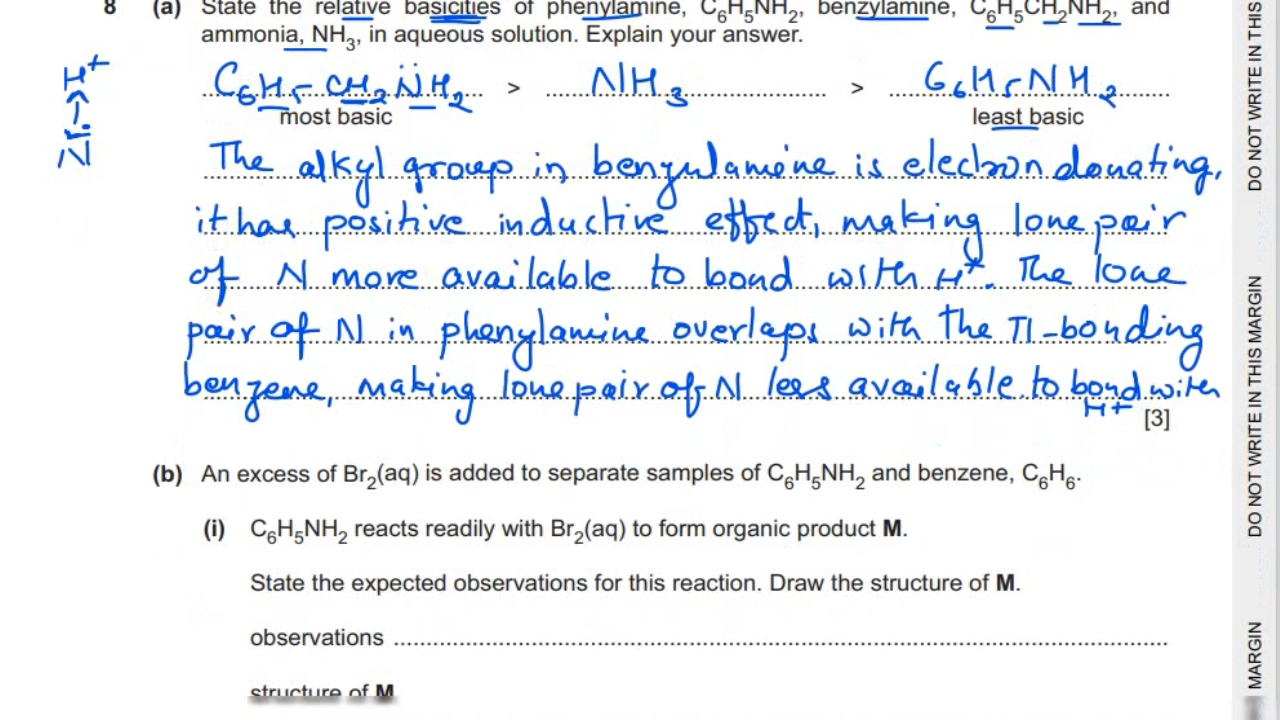 8 (a) State the relative basicities of phenylamine, C6H5NH2, benzylamine, C6H5CH2NH2, and
ammonia, NH3, in aqueous solution. Explain your answer.
N: → H+
C6H5 CH2 N̈H2 > NH3 > C6H5NH2
most basic least basic
The alkyl group in benzylamine is electron donating,
it has positive inductive effect, making lone pair
of N more available to bond with H+. The lone
pair of N in phenylamine overlaps with the π-bonding
benzene, making lone pair of N less available to bond with
H+
[3]
(b) An excess of Br2(aq) is added to separate samples of C6H5NH2 and benzene, C6H6.
(i) C6H5NH2 reacts readily with Br2(aq) to form organic product M.
State the expected observations for this reaction. Draw the structure of M.
observations
structure of M
DO NOT WRITE IN THIS
DO NOT WRITE IN THIS MARGIN
MARGIN